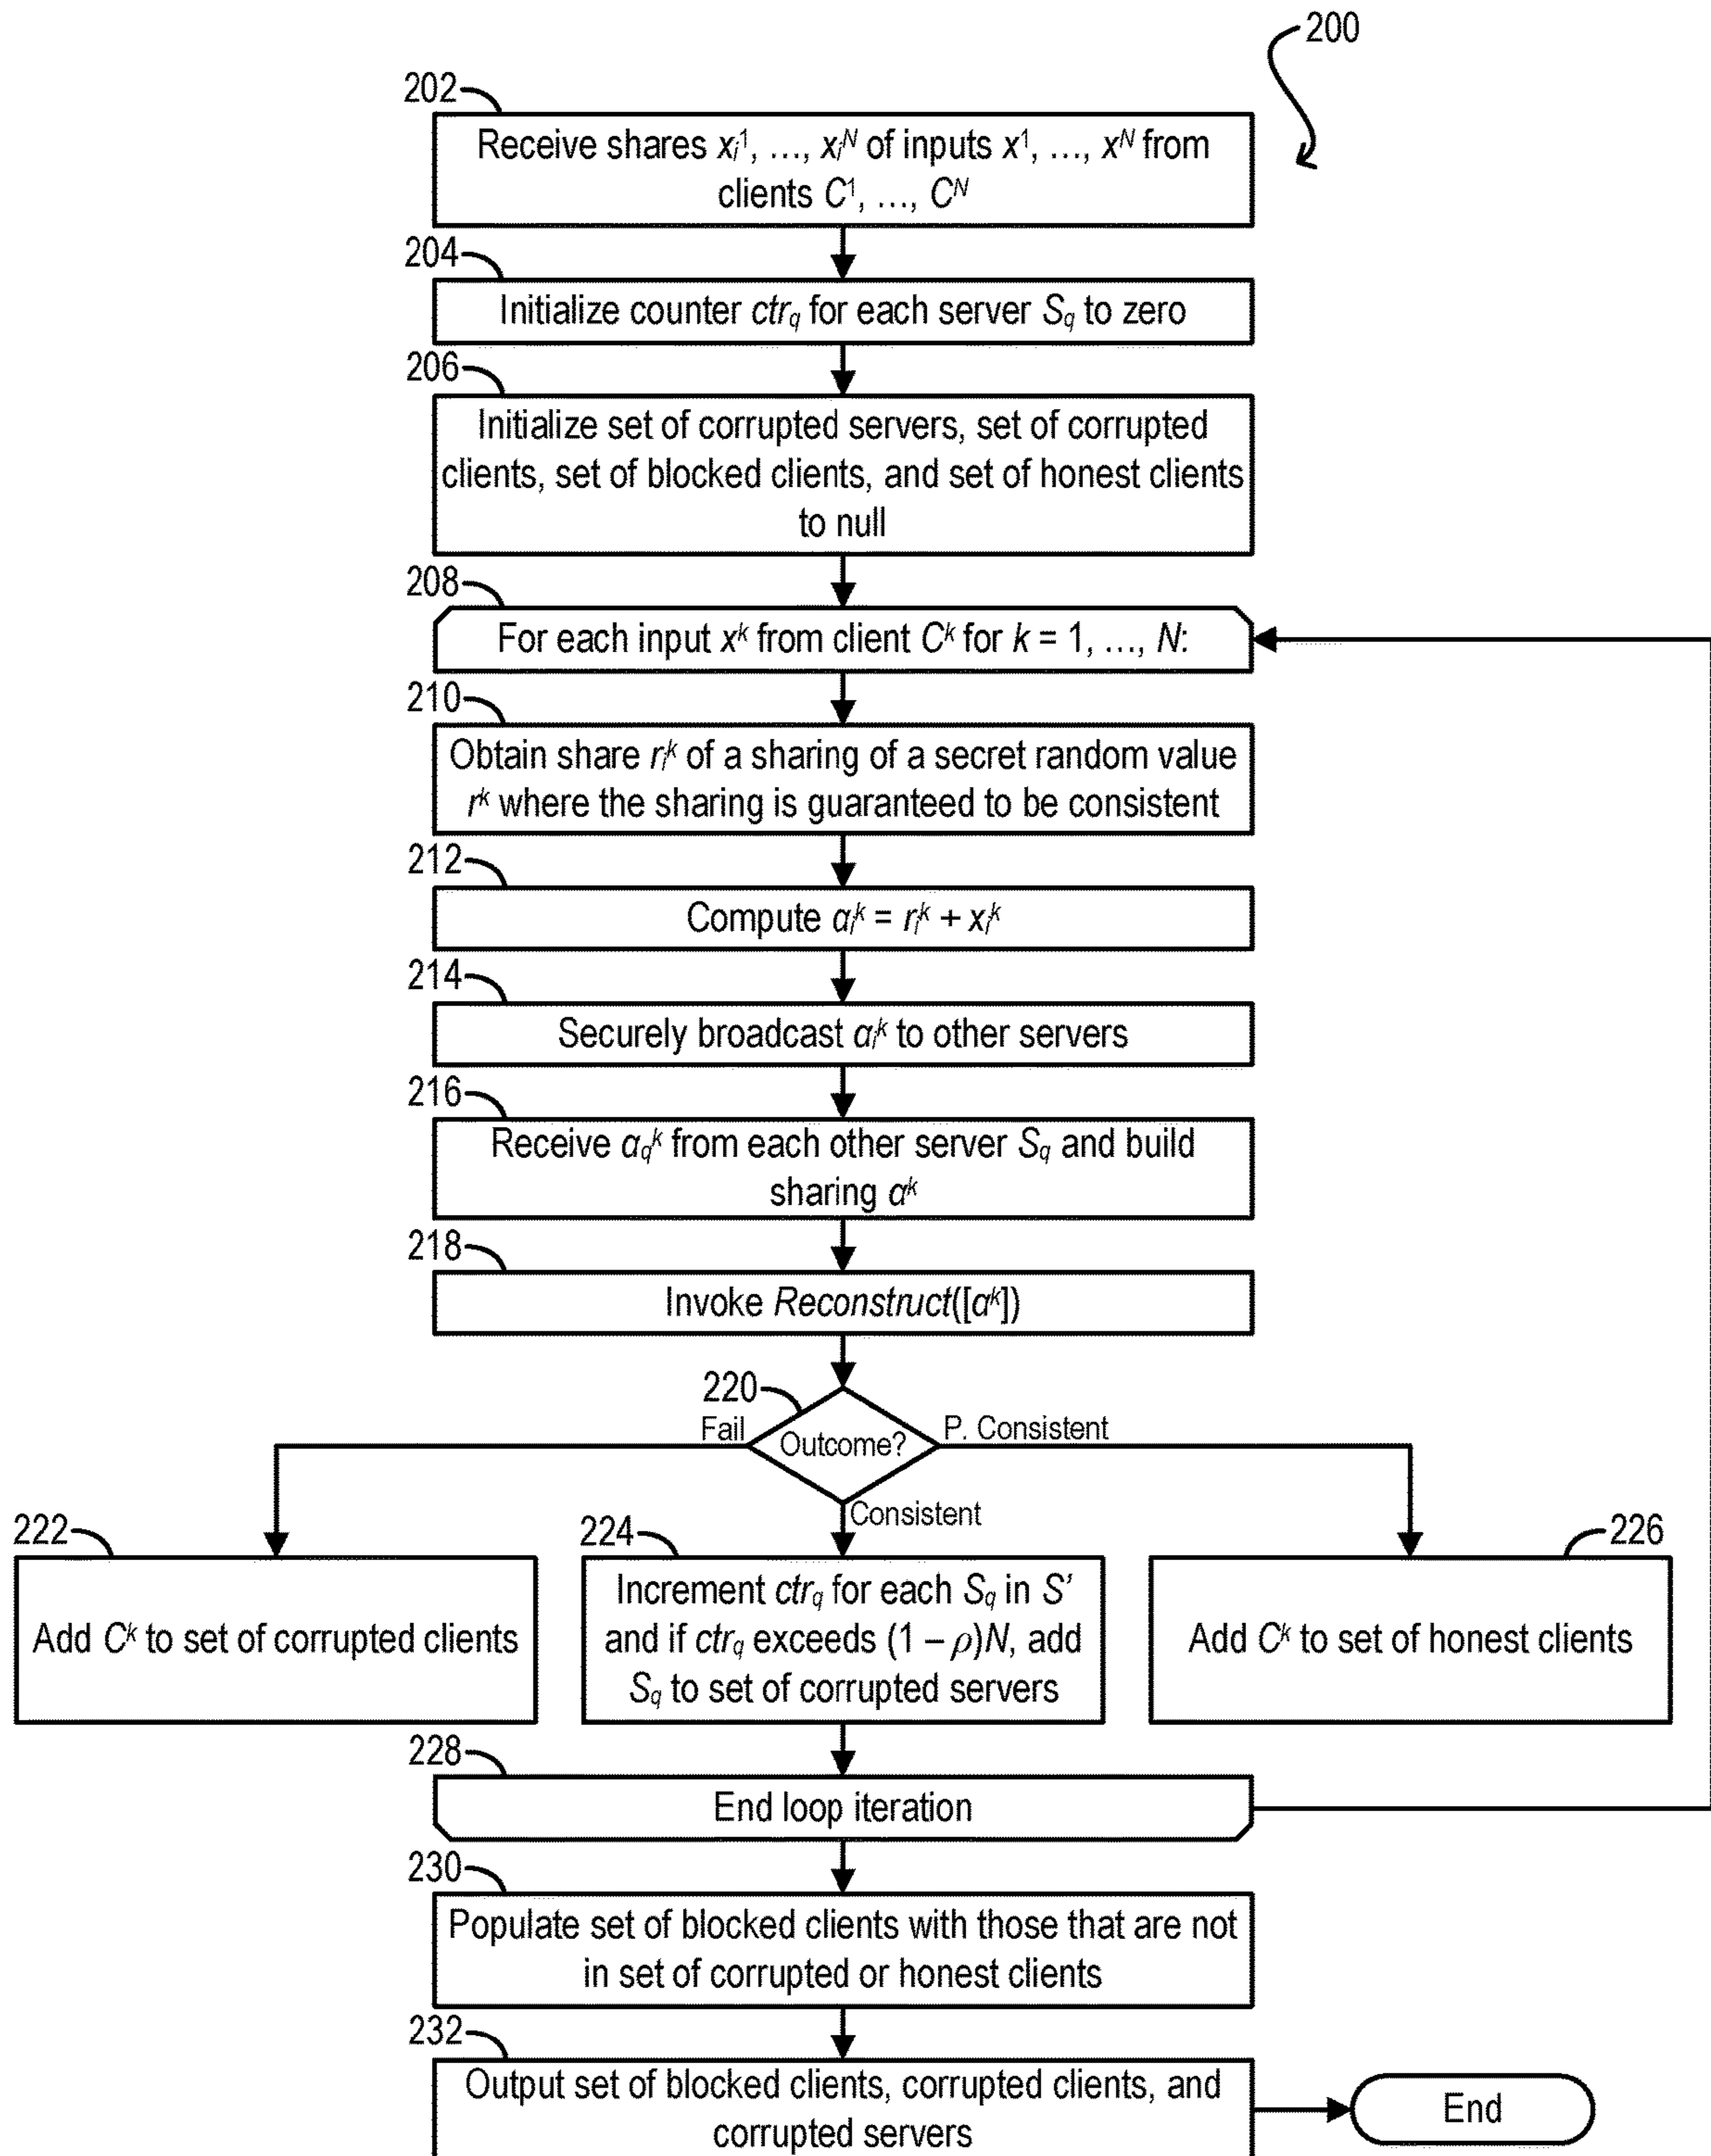 200
202
Receive shares xᵢ¹, …, xᵢᴺ of inputs x¹, …, xᴺ from
clients C¹, …, Cᴺ
204
Initialize counter ctr_q for each server S_q to zero
206
Initialize set of corrupted servers, set of corrupted
clients, set of blocked clients, and set of honest clients
to null
208
For each input xᵏ from client Cᵏ for k = 1, …, N:
210
Obtain share rᵢᵏ of a sharing of a secret random value
rᵏ where the sharing is guaranteed to be consistent
212
Compute αᵢᵏ = rᵢᵏ + xᵢᵏ
214
Securely broadcast αᵢᵏ to other servers
216
Receive α_qᵏ from each other server S_q and build
sharing αᵏ
218
Invoke Reconstruct([αᵏ])
220
Fail
Outcome?
P. Consistent
Consistent
222
Add Cᵏ to set of corrupted clients
224
Increment ctr_q for each S_q in S'
and if ctr_q exceeds (1 – ρ)N, add
S_q to set of corrupted servers
226
Add Cᵏ to set of honest clients
228
End loop iteration
230
Populate set of blocked clients with those that are not
in set of corrupted or honest clients
232
Output set of blocked clients, corrupted clients, and
corrupted servers
End